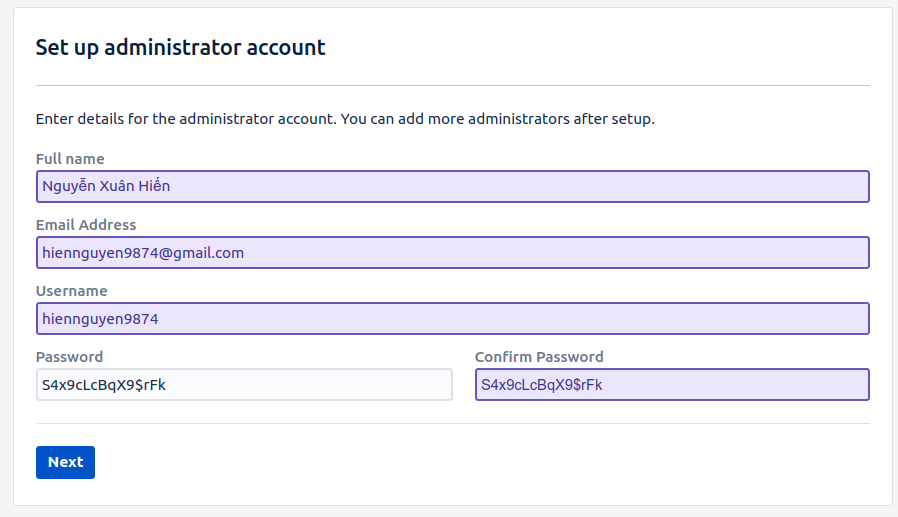 Set up administrator account
Enter details for the administrator account. You can add more administrators after setup.
Full name
Nguyễn Xuân Hiến
Email Address
hiennguyen9874@gmail.com
Username
hiennguyen9874
Password
Confirm Password
S4x9cLcBqX9$rFk
S4x9cLcBqX9$rFk
Next